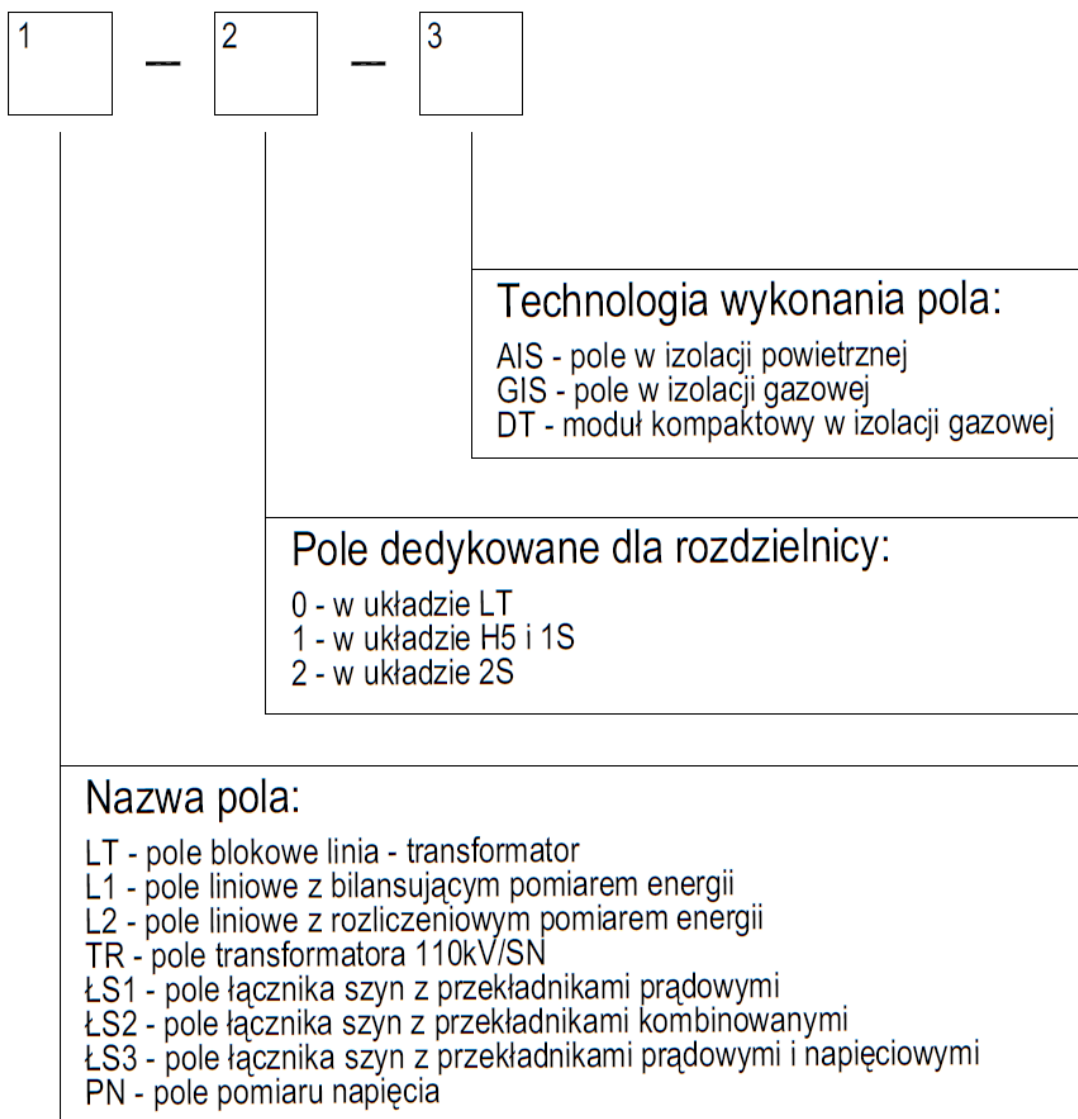 1 – 2 – 3
Technologia wykonania pola:
AIS - pole w izolacji powietrznej
GIS - pole w izolacji gazowej
DT - moduł kompaktowy w izolacji gazowej
Pole dedykowane dla rozdzielnicy:
0 - w układzie LT
1 - w układzie H5 i 1S
2 - w układzie 2S
Nazwa pola:
LT - pole blokowe linia - transformator
L1 - pole liniowe z bilansującym pomiarem energii
L2 - pole liniowe z rozliczeniowym pomiarem energii
TR - pole transformatora 110kV/SN
ŁS1 - pole łącznika szyn z przekładnikami prądowymi
ŁS2 - pole łącznika szyn z przekładnikami kombinowanymi
ŁS3 - pole łącznika szyn z przekładnikami prądowymi i napięciowymi
PN - pole pomiaru napięcia